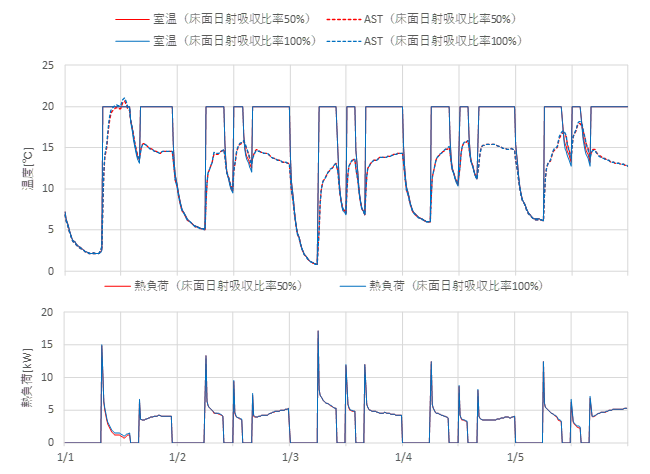 室温（床面日射吸収比率50%） AST（床面日射吸収比率50%）
室温（床面日射吸収比率100%） AST（床面日射吸収比率100%）
25
20
15
10
5
0
温度[℃]
熱負荷（床面日射吸収比率50%） 熱負荷（床面日射吸収比率100%）
20
15
10
5
0
熱負荷[kW]
1/1 1/2 1/3 1/4 1/5